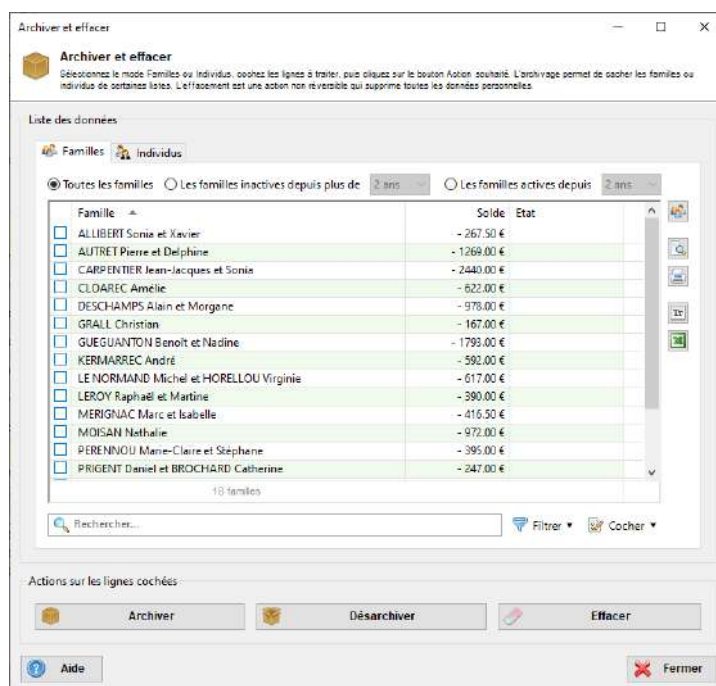 Archiver et effacer
Archiver et effacer
Sélectionnez le mode Familles ou Individus, cochez les lignes à traiter, puis cliquez sur le bouton Action souhaité. L'archivage permet de cacher les familles ou
individus de certaines listes. L'effacement est une action non réversible qui supprime toutes les données personnelles.
Liste des données
Familles Individus
Toutes les familles Les familles inactives depuis plus de 2 ans Les familles actives depuis 2 ans
Famille Solde Etat
ALLIBERT Sonia et Xavier - 267.50 €
AUTRET Pierre et Delphine - 1269.00 €
CARPENTIER Jean-Jacques et Sonia - 2440.00 €
CLOAREC Amélie - 622.00 €
DESCHAMPS Alain et Morgane - 978.00 €
GRALL Christian - 167.00 €
GUEGUANTON Benoît et Nadine - 1793.00 €
KERMARREC André - 592.00 €
LE NORMAND Michel et HORELLOU Virginie - 617.00 €
LEROY Raphaël et Martine - 390.00 €
MERIGNAC Marc et Isabelle - 416.50 €
MOISAN Nathalie - 972.00 €
PERENNOU Marie-Claire et Stéphane - 395.00 €
PRIGENT Daniel et BROCHARD Catherine - 247.00 €
18 familles
Rechercher... Filtrer Cocher
Actions sur les lignes cochées
Archiver Désarchiver Effacer
Aide Fermer